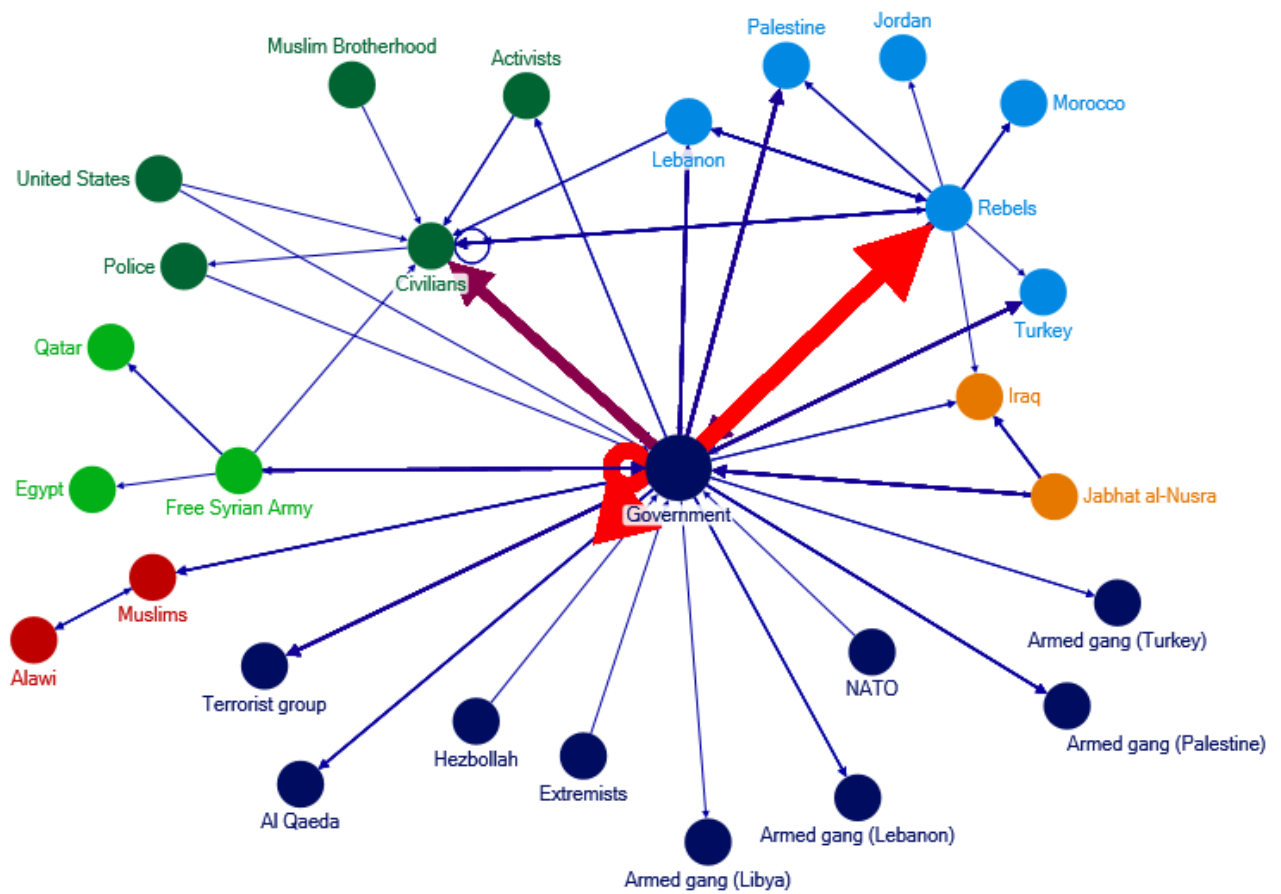 Jordan
Palestine
Muslim Brotherhood
Activists
Morocco
Lebanon
United States
Rebels
Police
Civilians
Turkey
Qatar
Iraq
Egypt
Free Syrian Army
Jabhat al-Nusra
Government
Muslims
Armed gang (Turkey)
Alawi
NATO
Terrorist group
Armed gang (Palestine)
Hezbollah
Extremists
Al Qaeda
Armed gang (Lebanon)
Armed gang (Libya)